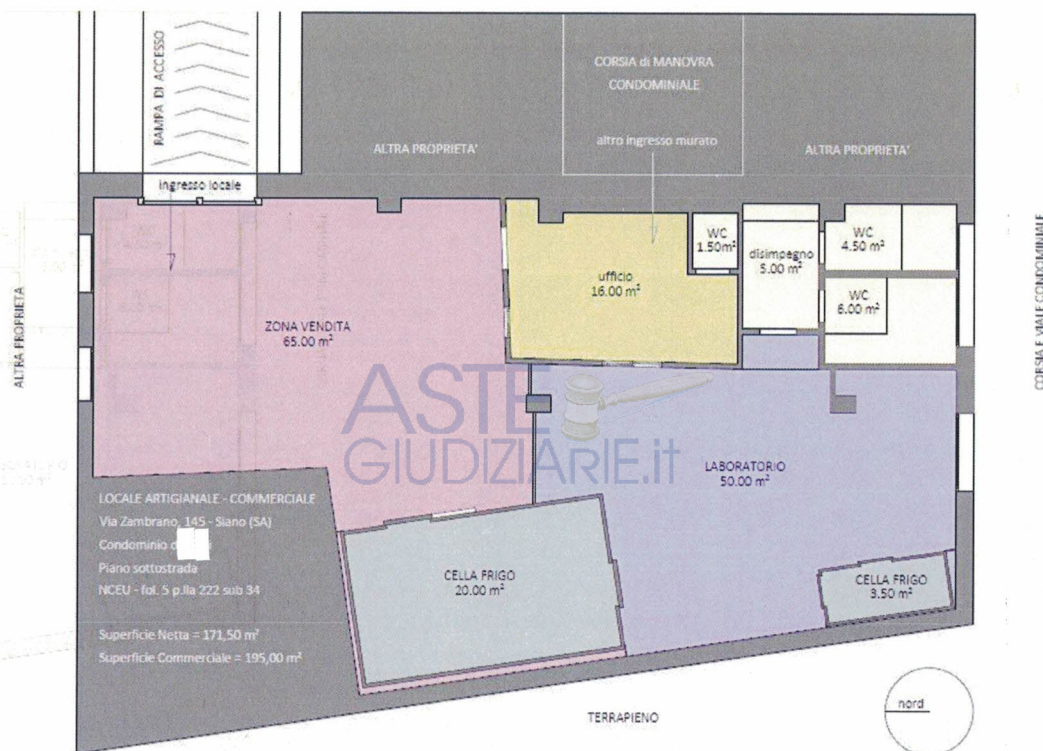 RAMPA DI ACCESSO
CORSIA di MANOVRA
CONDOMINIALE
altro ingresso murato
ALTRA PROPRIETA'
ALTRA PROPRIETA'
ingresso locale
ALTRA PROPRIETA
CORSIA E VIALE CONDOMINIALE
WC
1.50m²
disimpegno
5.00 m²
WC
4.50 m²
WC
6.00 m²
ufficio
16.00 m²
ZONA VENDITA
65.00 m²
ASTE
GIUDIZIARIE.it
LABORATORIO
50.00 m²
CELLA FRIGO
20.00 m²
CELLA FRIGO
3.50 m²
LOCALE ARTIGIANALE - COMMERCIALE
Via Zambrano, 145 - Siano (SA)
Condominio
Piano sottostrada
NCEU - fol. 5 p.lla 222 sub 34
Superficie Netta = 171,50 m²
Superficie Commerciale = 195,00 m²
TERRAPIENO
nord